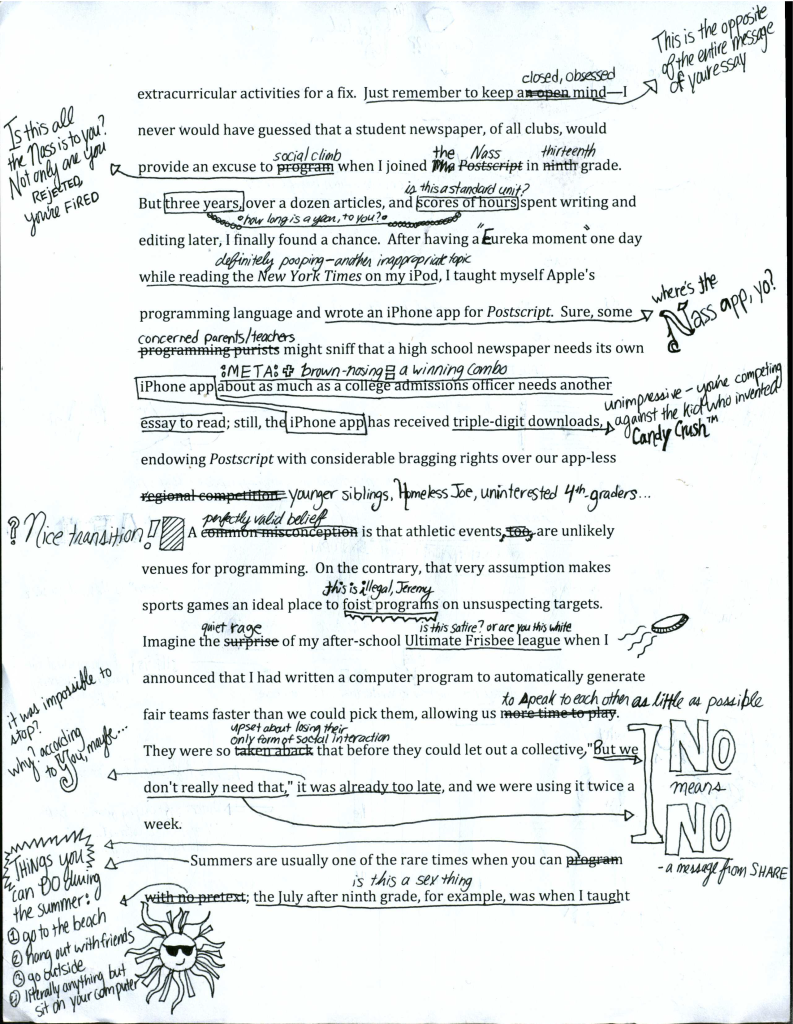 This is the opposite
of the entire message
of your essay
closed, obsessed
extracurricular activities for a fix. Just remember to keep an open mind—I
never would have guessed that a student newspaper, of all clubs, would
Is this all
the Nass is to you?
Not only are you
REJECTED,
you're FIRED
social climb the Nass thirteenth
provide an excuse to program when I joined The Postscript in ninth grade.
is this a standard unit?
But three years, over a dozen articles, and scores of hours spent writing and
how long is a year, to you?
editing later, I finally found a chance. After having a "Eureka moment" one day
definitely pooping—another inappropriate topic
while reading the New York Times on my iPod, I taught myself Apple's
programming language and wrote an iPhone app for Postscript. Sure, some
where's the
Nass app, yo?
concerned parents/teachers
programming purists might sniff that a high school newspaper needs its own
:META: + brown-nosing = a winning combo
iPhone app about as much as a college admissions officer needs another
essay to read; still, the iPhone app has received triple-digit downloads,
unimpressive - you're competing
against the kid who invented
Candy Crush™
endowing Postscript with considerable bragging rights over our app-less
regional competition. younger siblings, Homeless Joe, uninterested 4th-graders...
? Nice transition!!
perfectly valid belief
A common misconception is that athletic events, too, are unlikely
venues for programming. On the contrary, that very assumption makes
this is illegal, Jeremy
sports games an ideal place to foist programs on unsuspecting targets.
quiet rage is this satire? or are you this white
Imagine the surprise of my after-school Ultimate Frisbee league when I
announced that I had written a computer program to automatically generate
to speak to each other as little as possible
fair teams faster than we could pick them, allowing us more time to play.
upset about losing their
only form of social interaction
They were so taken aback that before they could let out a collective, "But we
it was impossible to
stop?
why? according
to you, maybe...
don't really need that," it was already too late, and we were using it twice a
week.
NO
means
NO
- a message from SHARE
Summers are usually one of the rare times when you can program
is this a sex thing
with no pretext; the July after ninth grade, for example, was when I taught
THINGS you
can DO during
the summer:
① go to the beach
② hang out with friends
③ go outside
literally anything but
sit on your computer